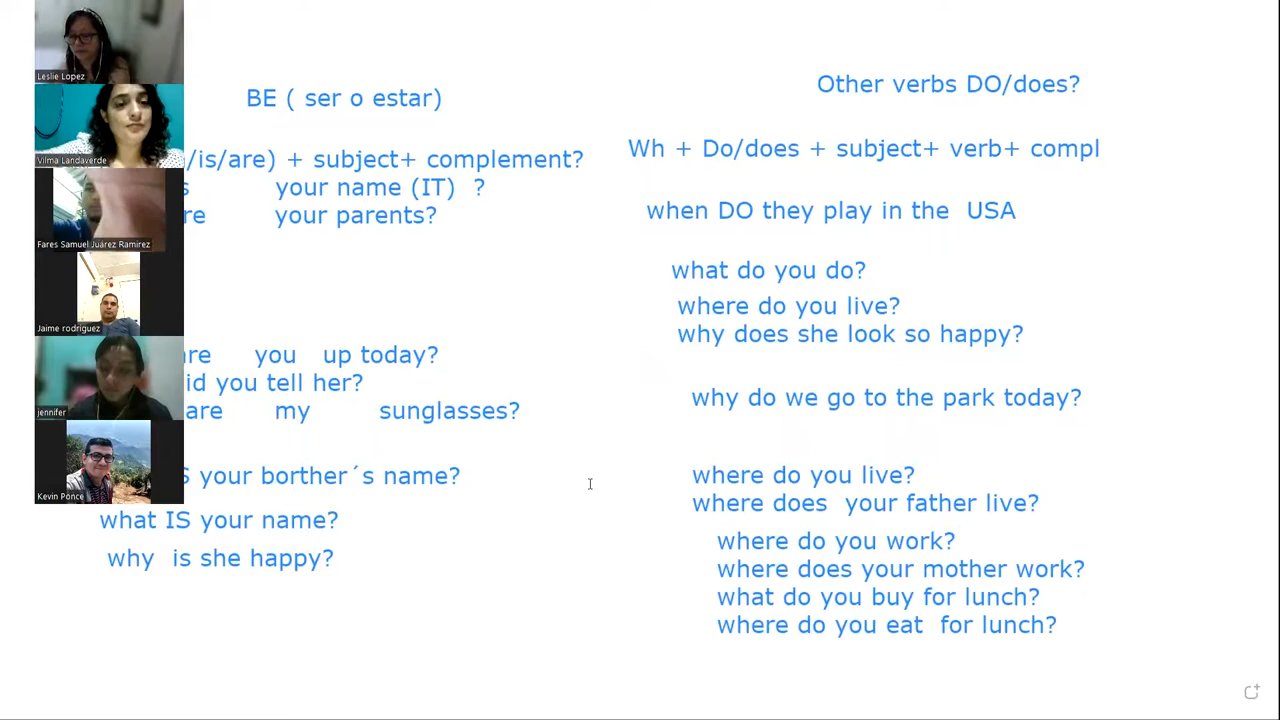 Leslie Lopez
Vilma Landaverde
Fares Samuel Juárez Ramirez
Jaime rodriguez
jennifer
Kevin Ponce
BE ( ser o estar)
/is/are) + subject+ complement?
your name (IT) ?
your parents?
you up today?
you tell her?
are my sunglasses?
your borther´s name?
what IS your name?
why is she happy?
Other verbs DO/does?
Wh + Do/does + subject+ verb+ compl
when DO they play in the USA
what do you do?
where do you live?
why does she look so happy?
why do we go to the park today?
where do you live?
where does your father live?
where do you work?
where does your mother work?
what do you buy for lunch?
where do you eat for lunch?